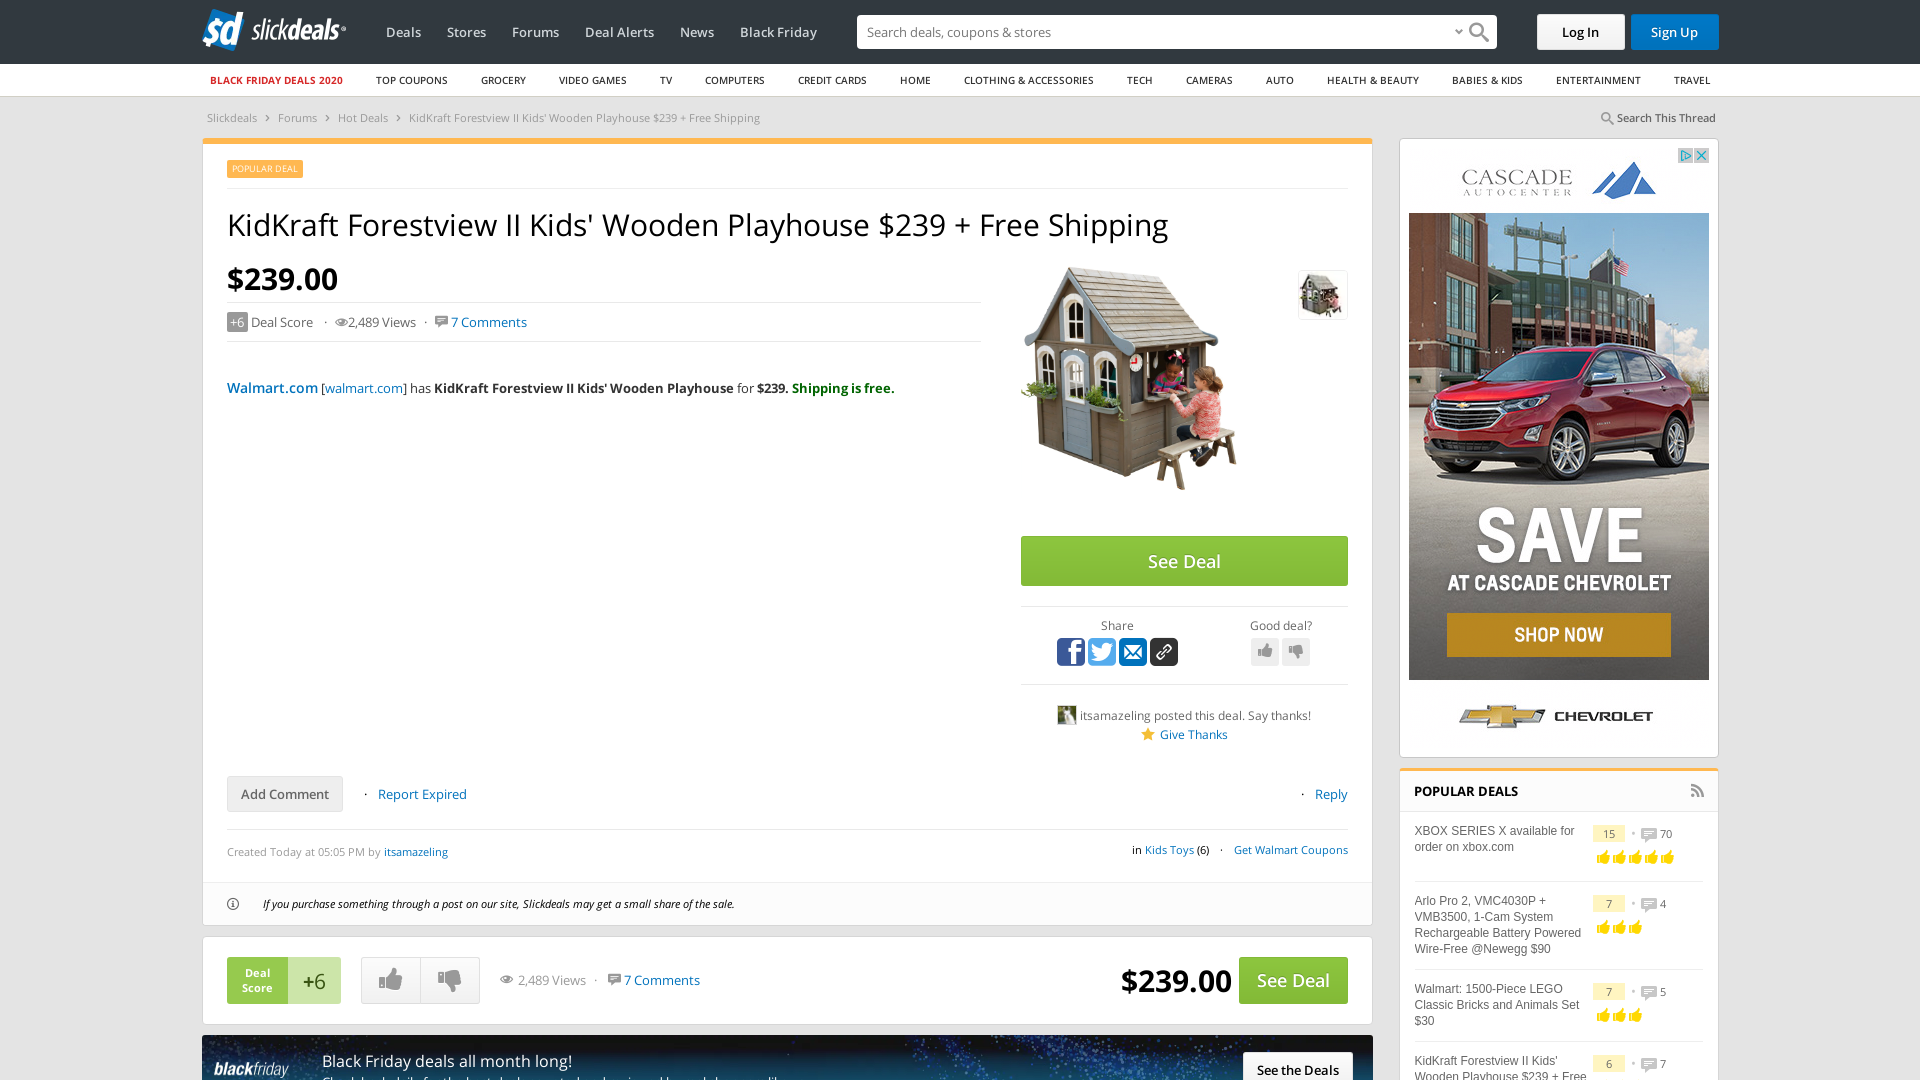 sd slickdeals
Deals Stores Forums Deal Alerts News Black Friday
Search deals, coupons & stores
Log In Sign Up
BLACK FRIDAY DEALS 2020 TOP COUPONS GROCERY VIDEO GAMES TV COMPUTERS CREDIT CARDS HOME CLOTHING & ACCESSORIES TECH CAMERAS AUTO HEALTH & BEAUTY BABIES & KIDS ENTERTAINMENT TRAVEL
Slickdeals > Forums > Hot Deals > KidKraft Forestview II Kids' Wooden Playhouse $239 + Free Shipping
Search This Thread
POPULAR DEAL
KidKraft Forestview II Kids' Wooden Playhouse $239 + Free Shipping
$239.00
+6 Deal Score · 2,489 Views · 7 Comments
Walmart.com [walmart.com] has KidKraft Forestview II Kids' Wooden Playhouse for $239. Shipping is free.
See Deal
Share
Good deal?
itsamazeling posted this deal. Say thanks!
Give Thanks
Add Comment · Report Expired
· Reply
Created Today at 05:05 PM by itsamazeling
in Kids Toys (6) · Get Walmart Coupons
If you purchase something through a post on our site, Slickdeals may get a small share of the sale.
Deal Score +6
2,489 Views · 7 Comments
$239.00 See Deal
blackfriday
Black Friday deals all month long!
See the Deals
CASCADE
AUTOCENTER
SAVE
AT CASCADE CHEVROLET
SHOP NOW
CHEVROLET
POPULAR DEALS
XBOX SERIES X available for
order on xbox.com
15 • 70
Arlo Pro 2, VMC4030P +
VMB3500, 1-Cam System
Rechargeable Battery Powered
Wire-Free @Newegg $90
7 • 4
Walmart: 1500-Piece LEGO
Classic Bricks and Animals Set
$30
7 • 5
KidKraft Forestview II Kids'
Wooden Playhouse $239 + Free
6 • 7